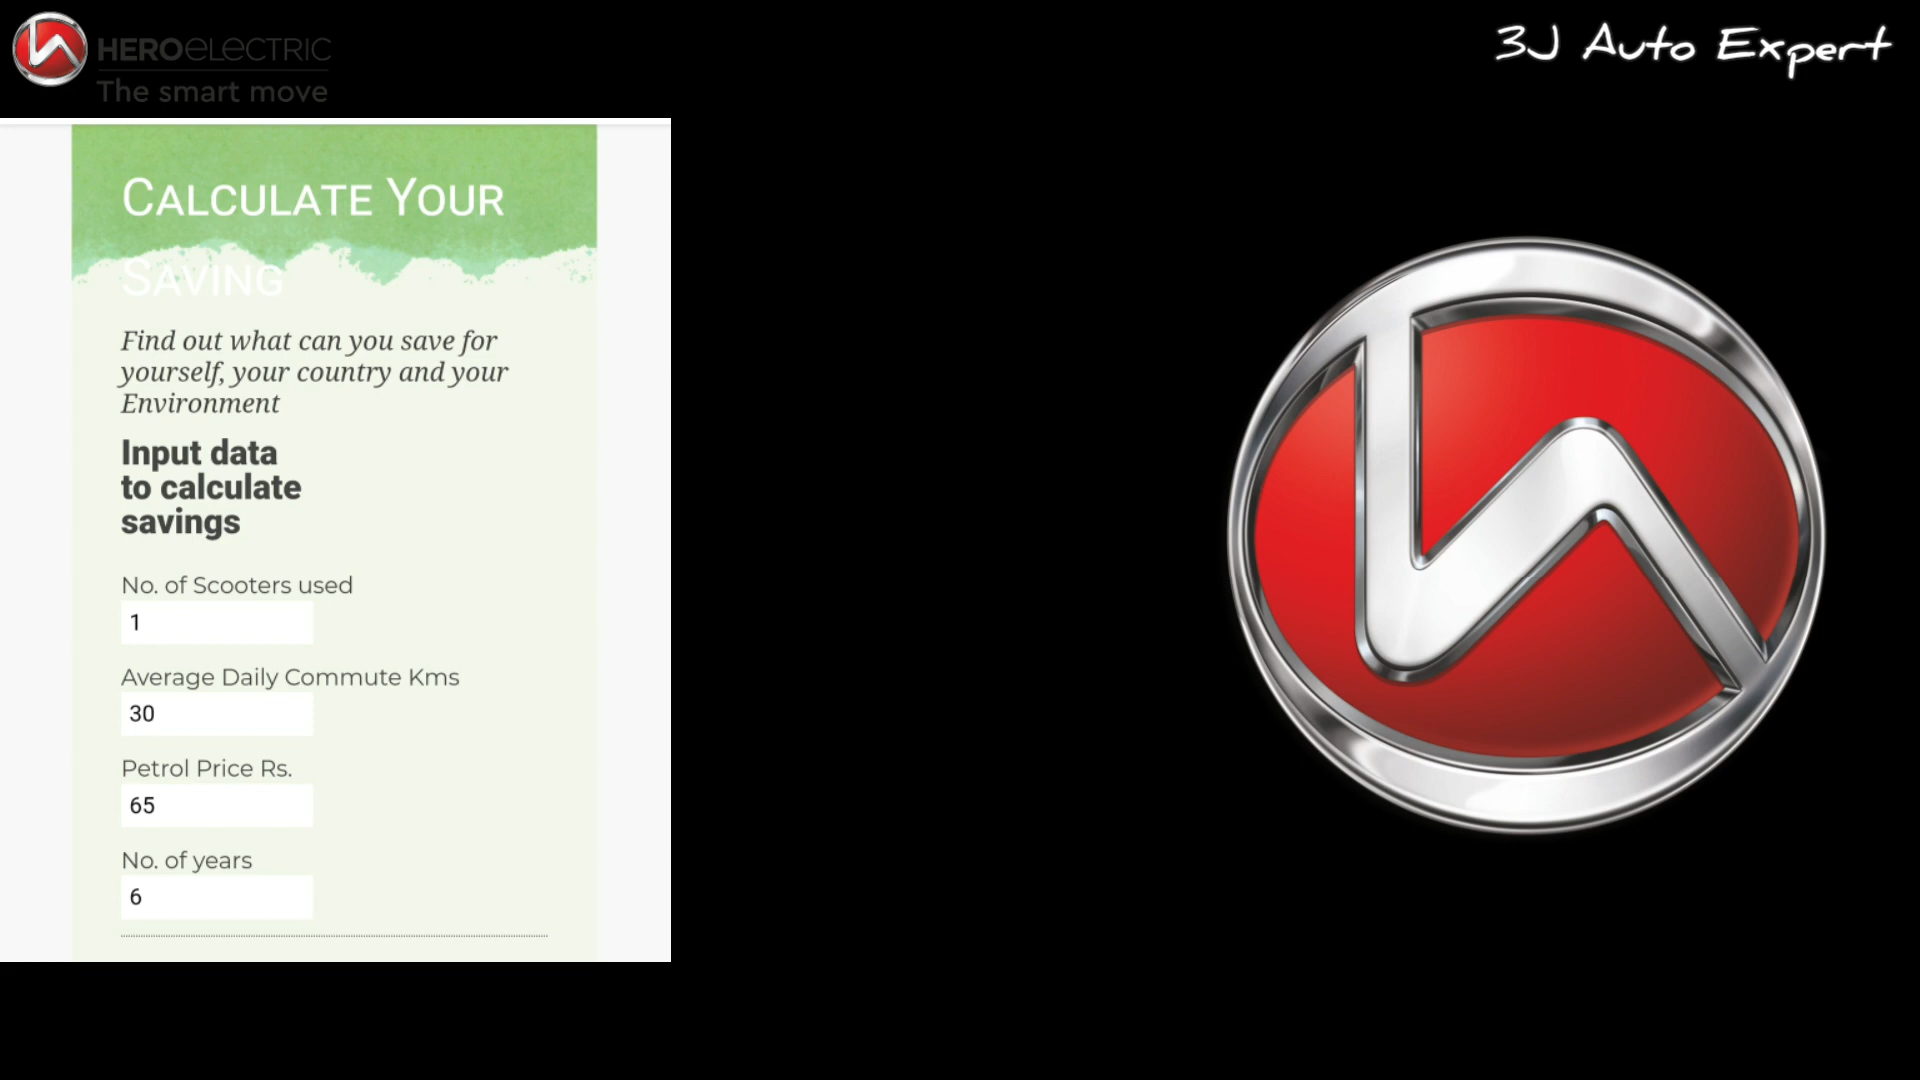 HEROELECTRIC
The smart move
3J Auto Expert
CALCULATE YOUR
SAVING
Find out what can you save for
yourself, your country and your
Environment
Input data
to calculate
savings
No. of Scooters used
1
Average Daily Commute Kms
30
Petrol Price Rs.
65
No. of years
6